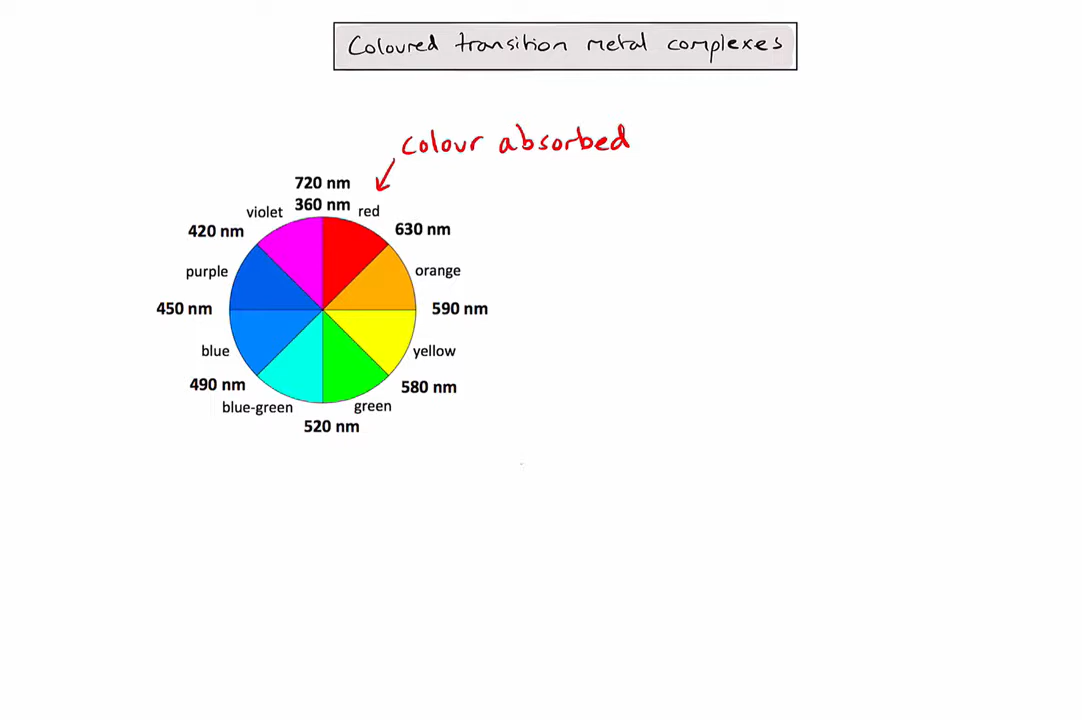 Coloured transition metal complexes
colour absorbed
720 nm
violet 360 nm red
420 nm 630 nm
purple orange
450 nm 590 nm
blue yellow
490 nm 580 nm
blue-green green
520 nm